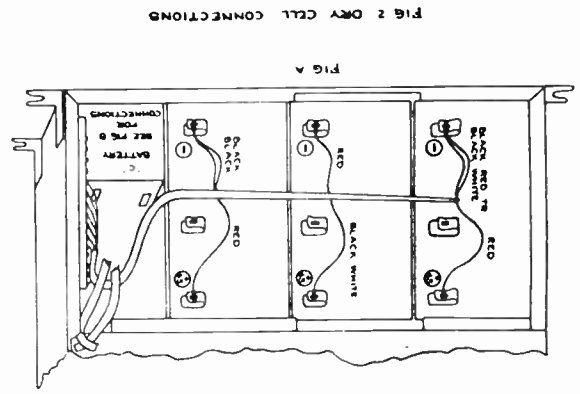 RED
BLACK WHITE
RED
BLACK RED TR
BLACK WHITE
RED
BLACK
BLACK
"C"
BATTERY
SEE FIG B
FOR
CONNECTIONS
FIG A
FIG 2 DRY CELL CONNECTIONS